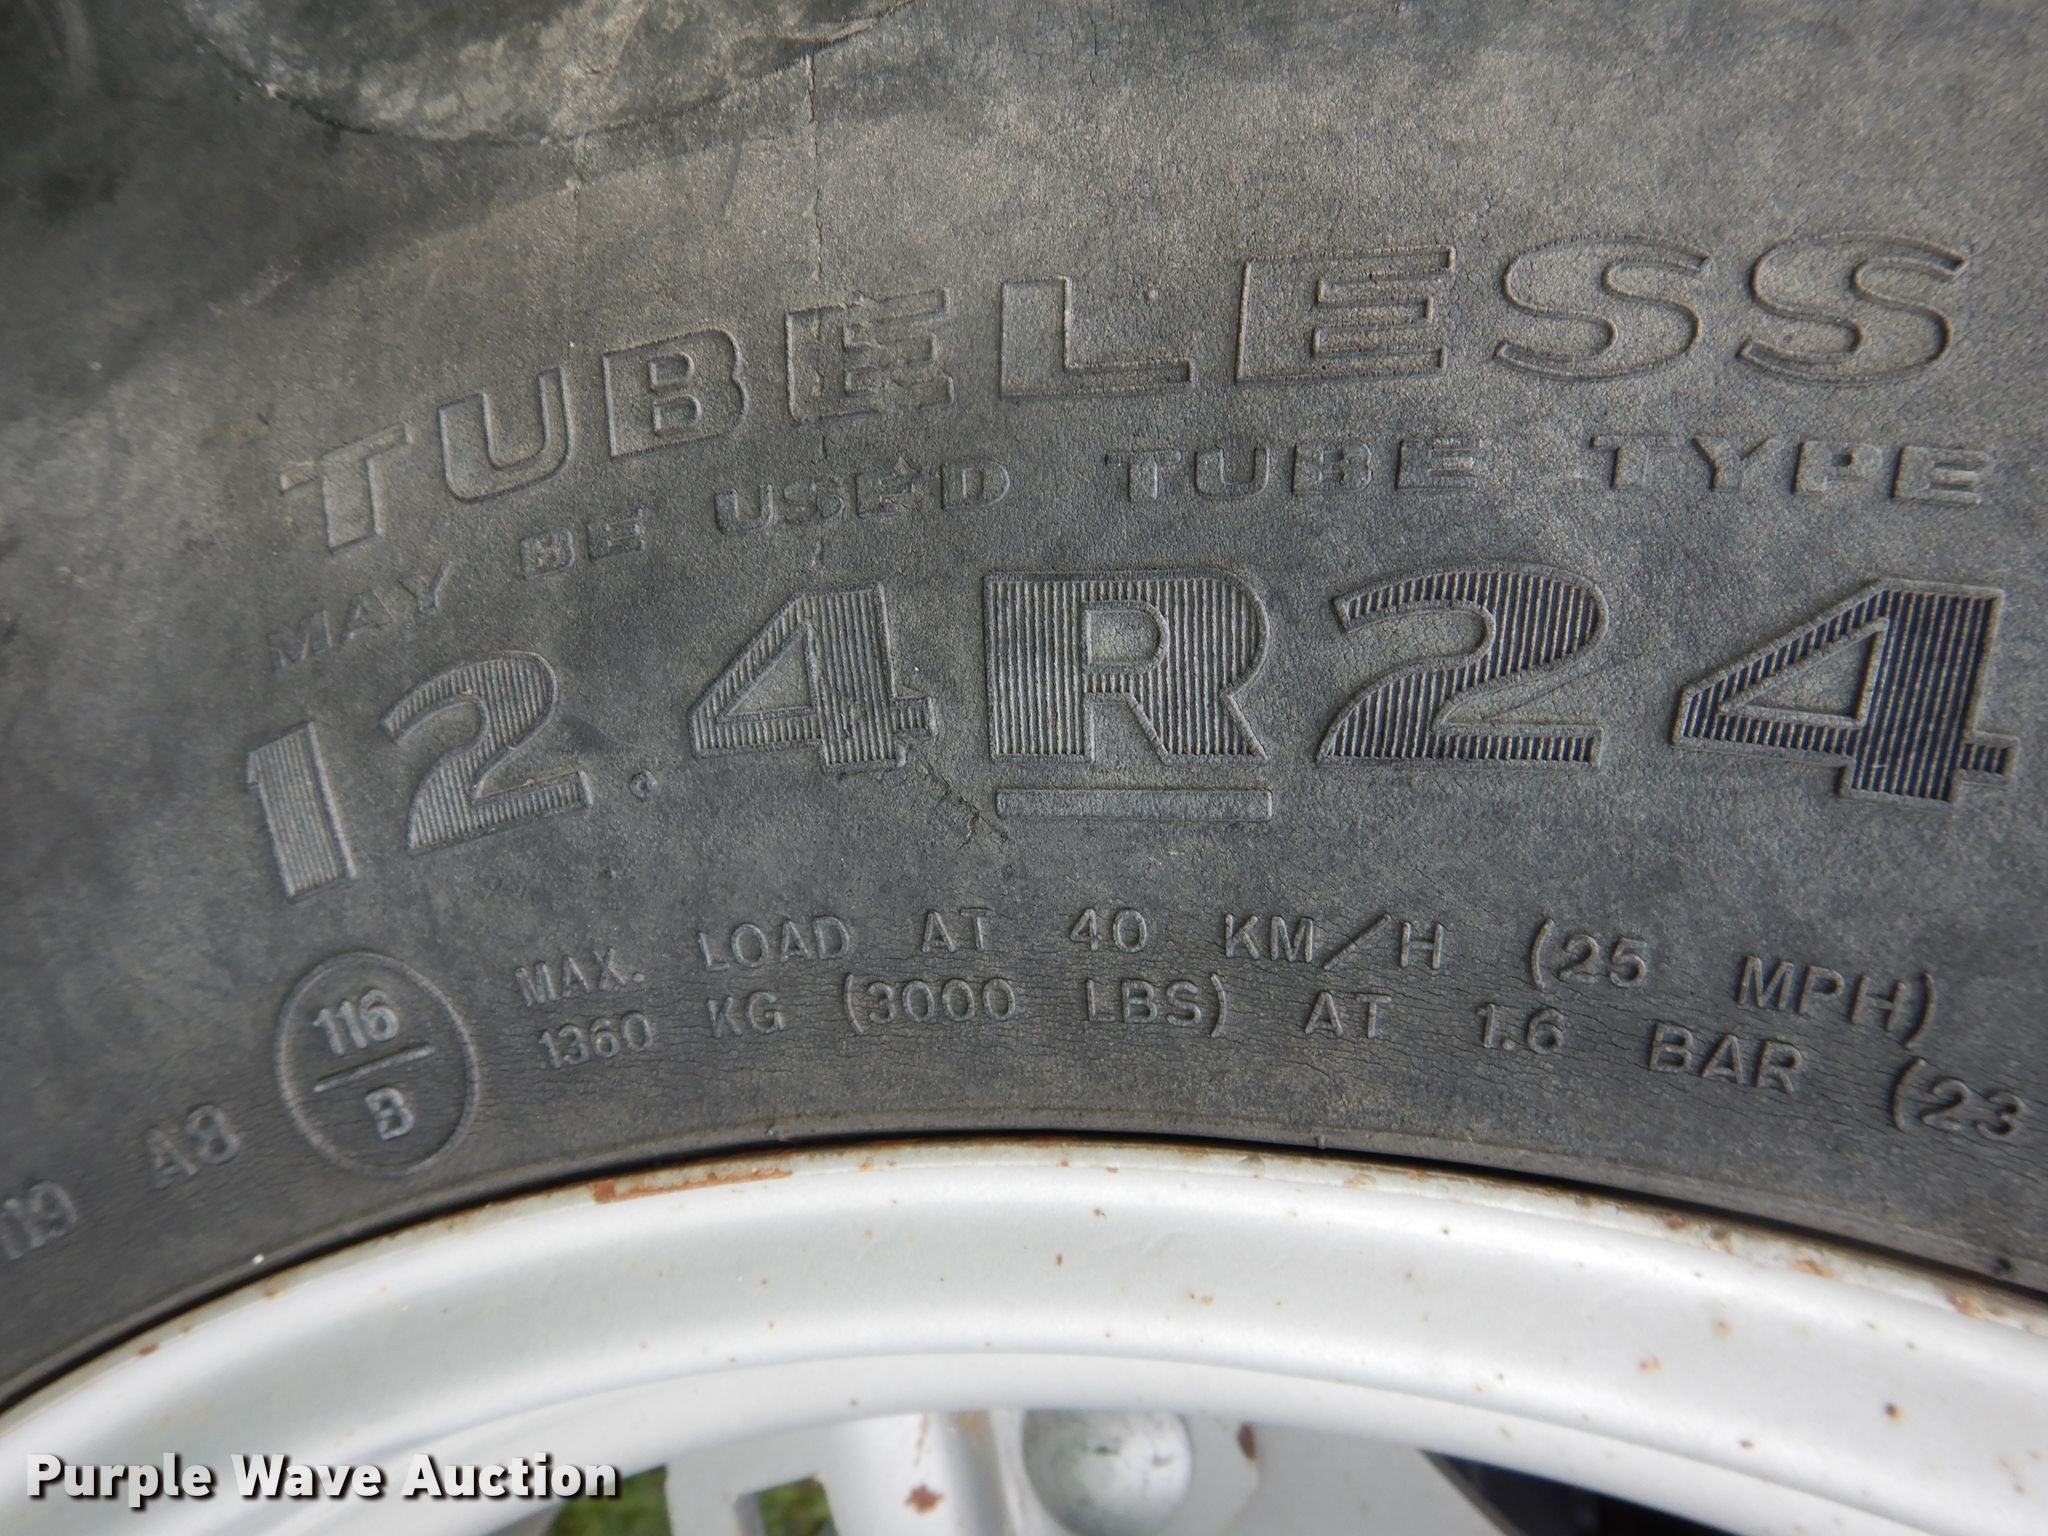 TUBELESS
MAY BE USED TUBE TYPE
12.4R24
MAX. LOAD AT 40 KM/H (25 MPH)
1360 KG (3000 LBS) AT 1.6 BAR (23
116
B
119 A8
Purple Wave Auction